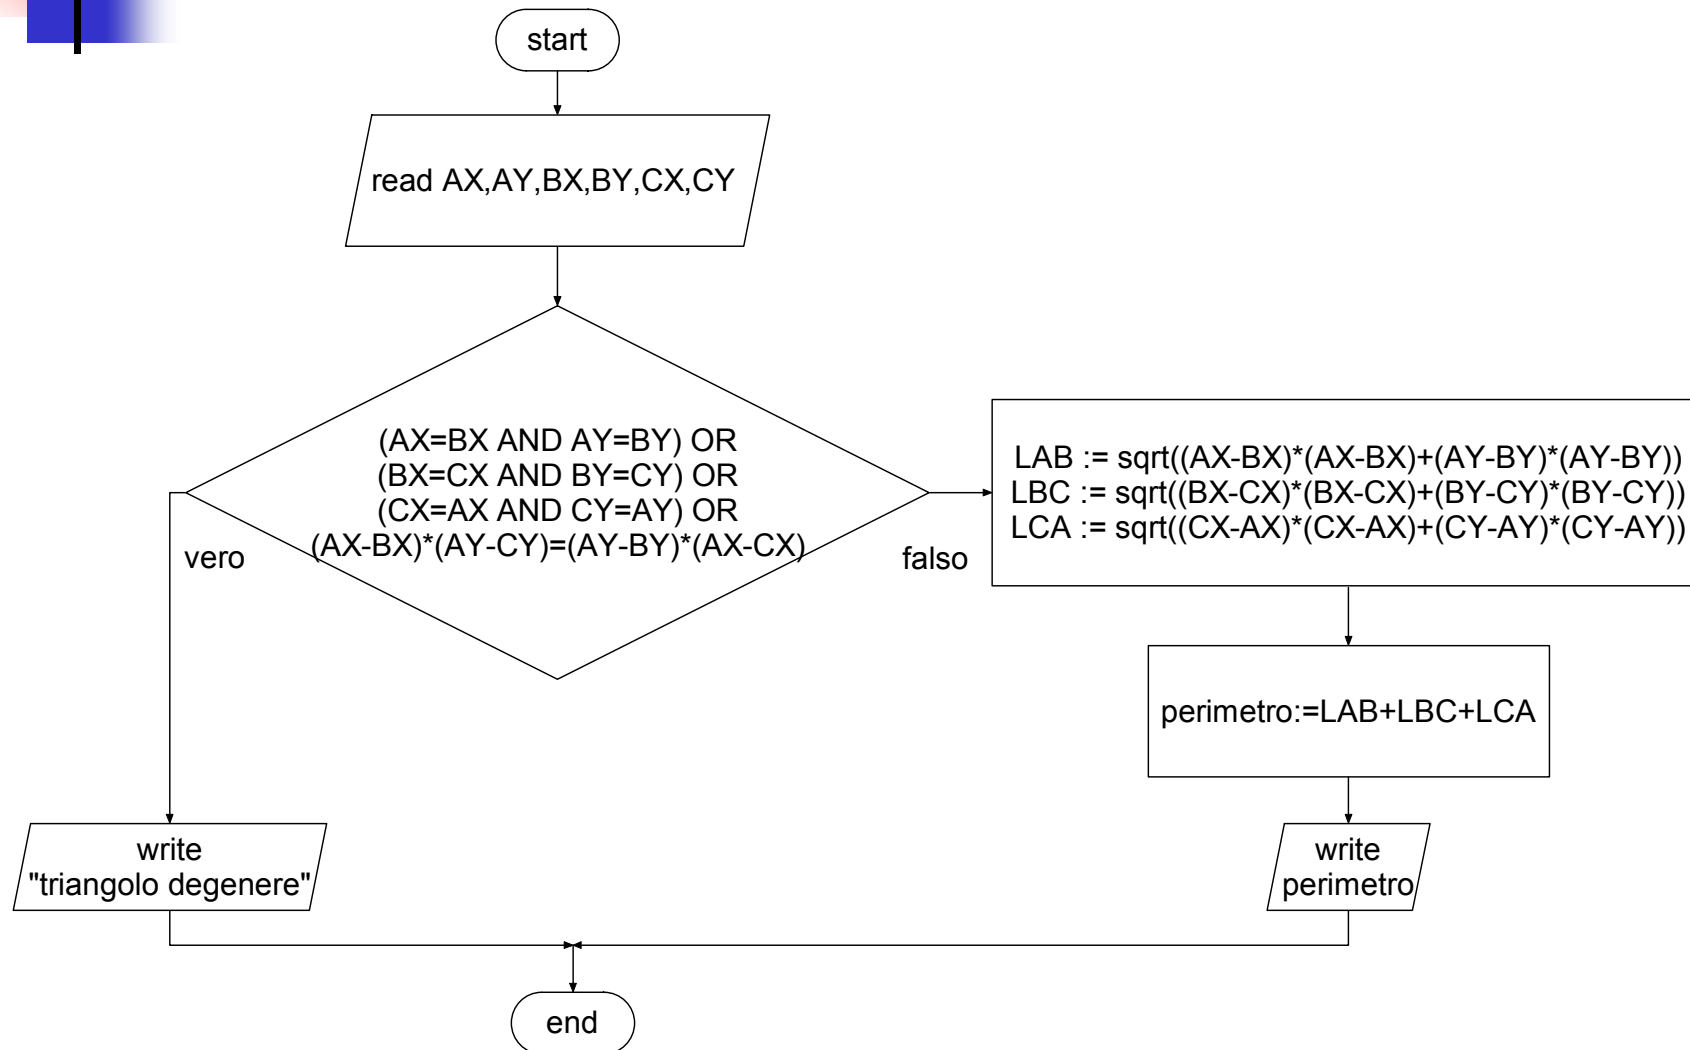 start
read AX,AY,BX,BY,CX,CY
(AX=BX AND AY=BY) OR
(BX=CX AND BY=CY) OR
(CX=AX AND CY=AY) OR
(AX-BX)*(AY-CY)=(AY-BY)*(AX-CX)
vero
falso
LAB := sqrt((AX-BX)*(AX-BX)+(AY-BY)*(AY-BY))
LBC := sqrt((BX-CX)*(BX-CX)+(BY-CY)*(BY-CY))
LCA := sqrt((CX-AX)*(CX-AX)+(CY-AY)*(CY-AY))
perimetro:=LAB+LBC+LCA
write
"triangolo degenere"
write
perimetro
end